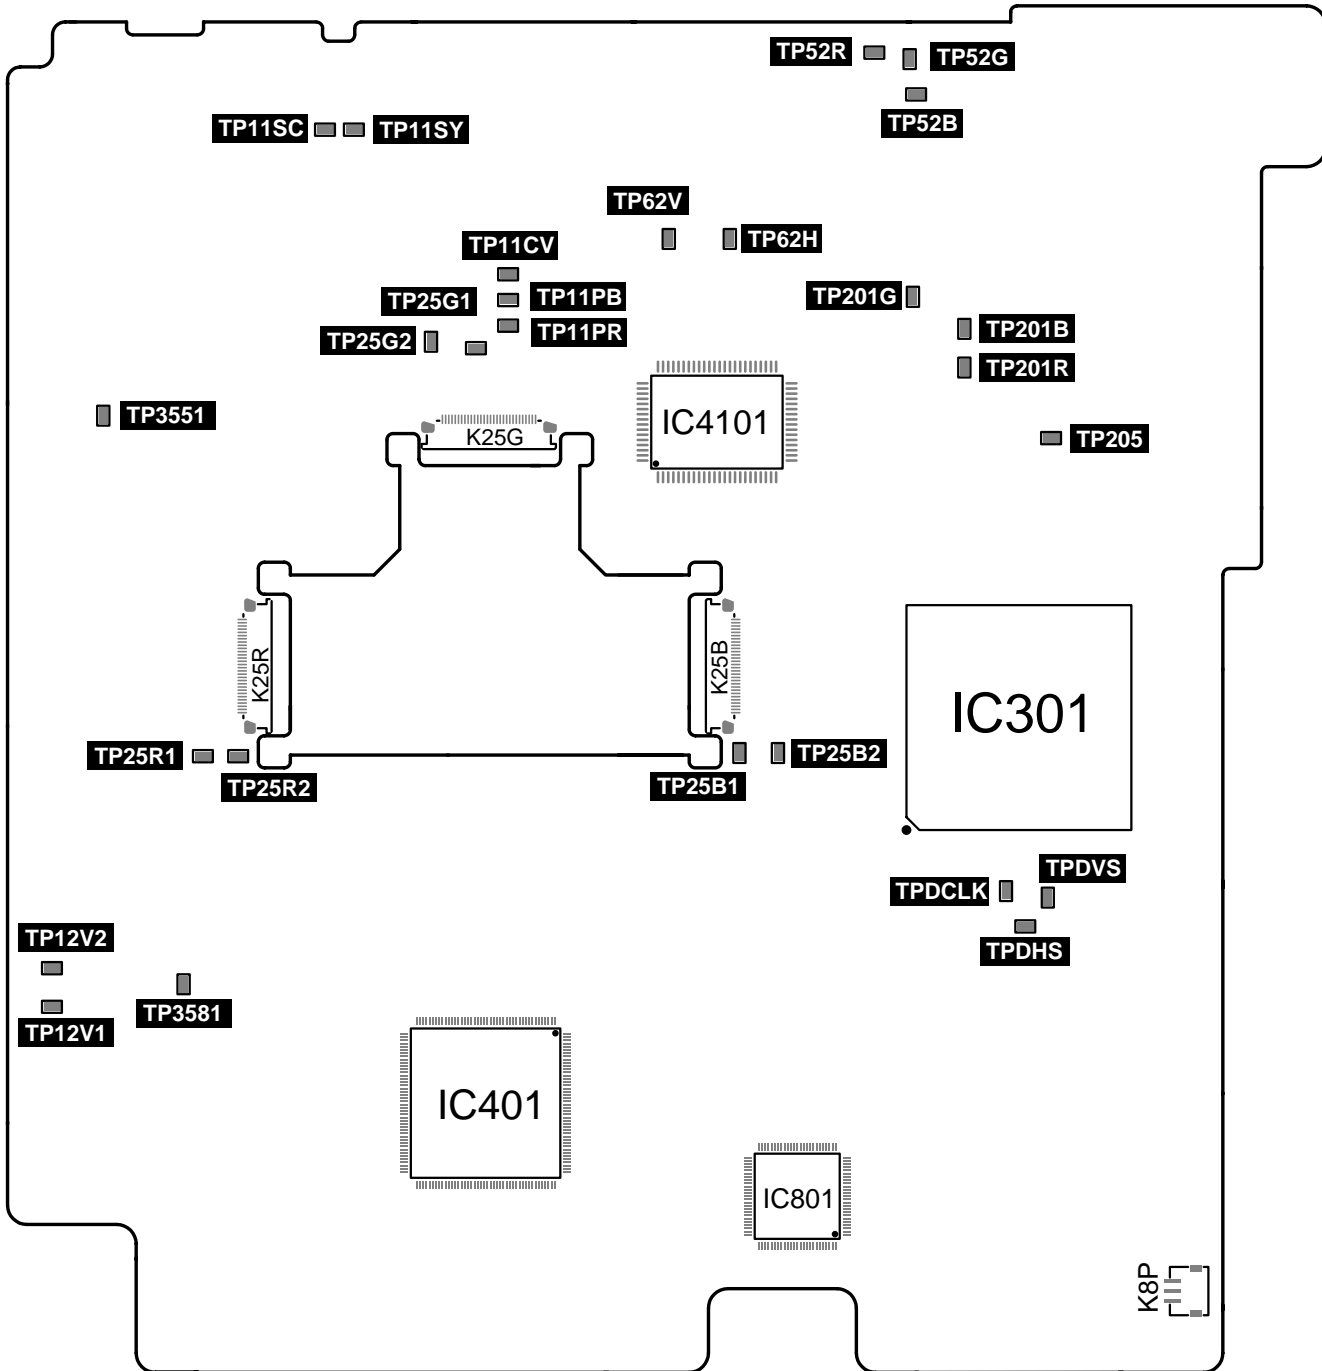 TP52R
TP52G
TP52B
TP11SC
TP11SY
TP62V
TP62H
TP11CV
TP25G1
TP11PB
TP201G
TP25G2
TP11PR
TP201B
TP201R
TP3551
IC4101
K25G
TP205
K25R
K25B
IC301
TP25R1
TP25R2
TP25B1
TP25B2
TPDVS
TPDCLK
TPDHS
TP12V2
TP3581
TP12V1
IC401
IC801
K8P